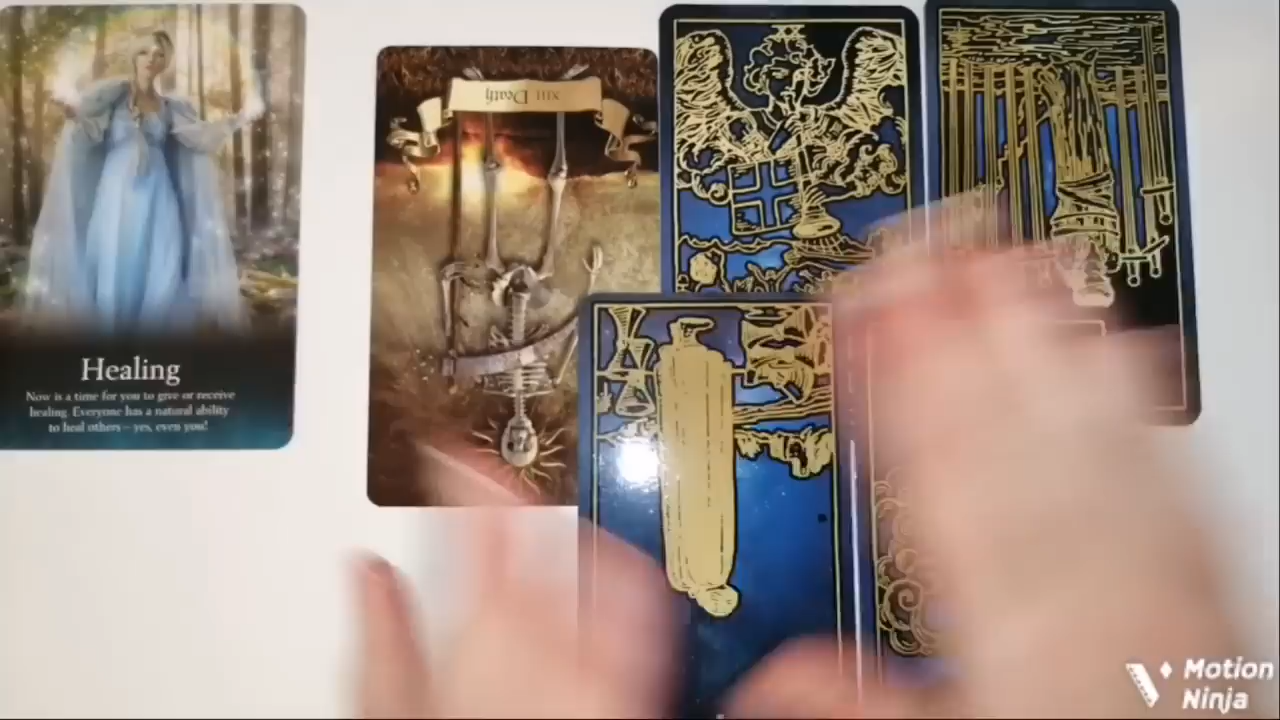 Healing
Now is a time for you to give or receive
healing. Everyone has a natural ability
to heal others – yes, even you!
XIII Death
XX
Motion
Ninja